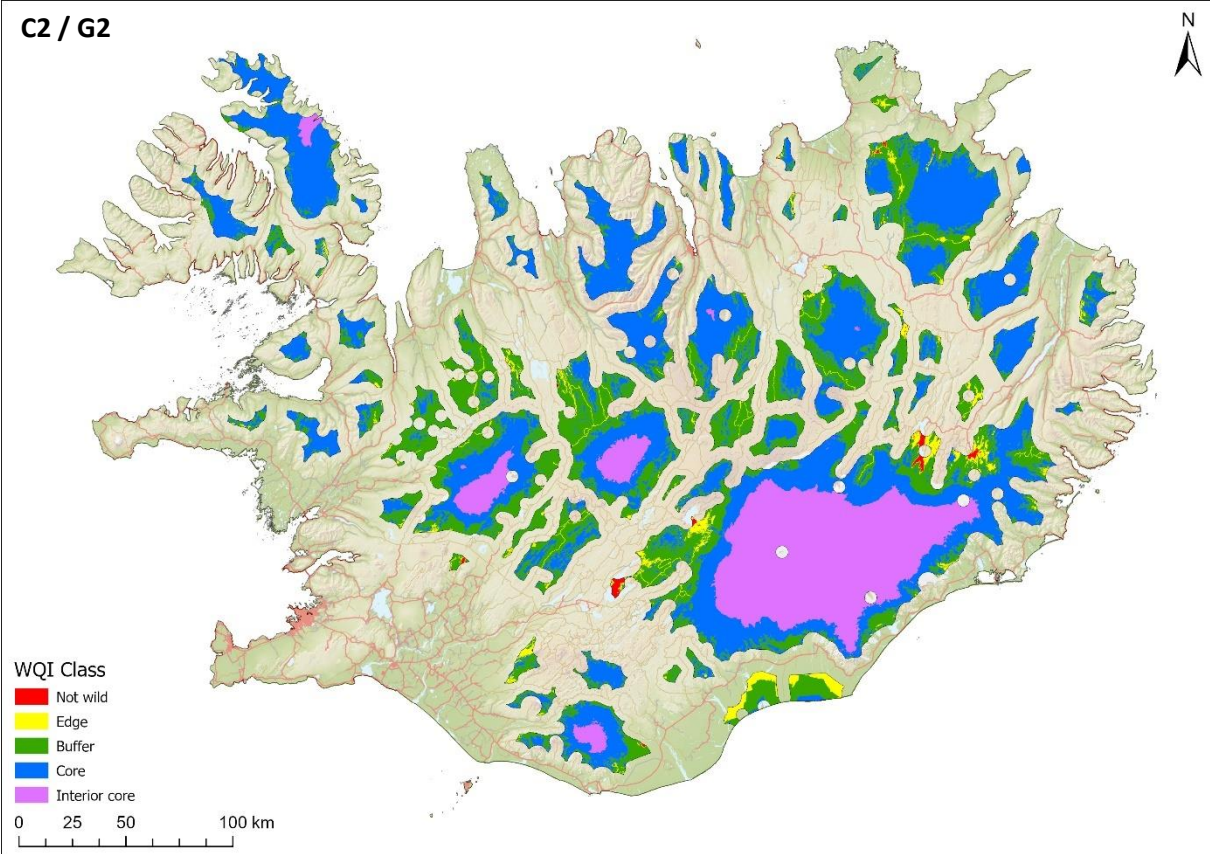 C2 / G2
N
WQI Class
Not wild
Edge
Buffer
Core
Interior core
0 25 50 100 km